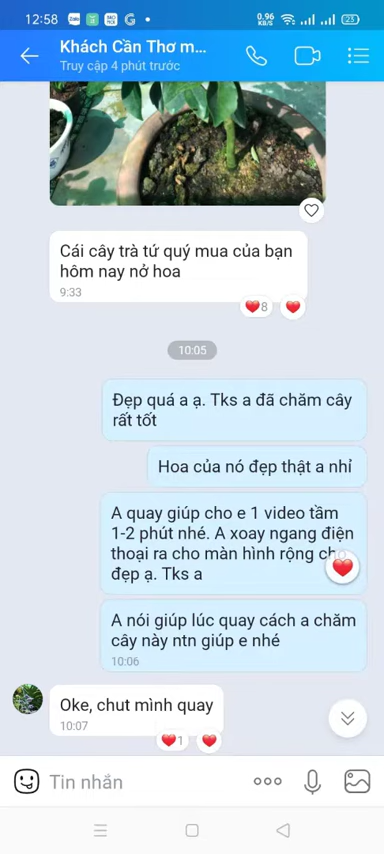 12:58
Zalo
0.96
KB/S
23
Khách Cần Thơ m...
Truy cập 4 phút trước
Cái cây trà tứ quý mua của bạn
hôm nay nở hoa
9:33
8
10:05
Đẹp quá a ạ. Tks a đã chăm cây
rất tốt
Hoa của nó đẹp thật a nhỉ
A quay giúp cho e 1 video tầm
1-2 phút nhé. A xoay ngang điện
thoại ra cho màn hình rộng cho
đẹp ạ. Tks a
A nói giúp lúc quay cách a chăm
cây này ntn giúp e nhé
10:06
Oke, chut mình quay
10:07
1
Tin nhắn